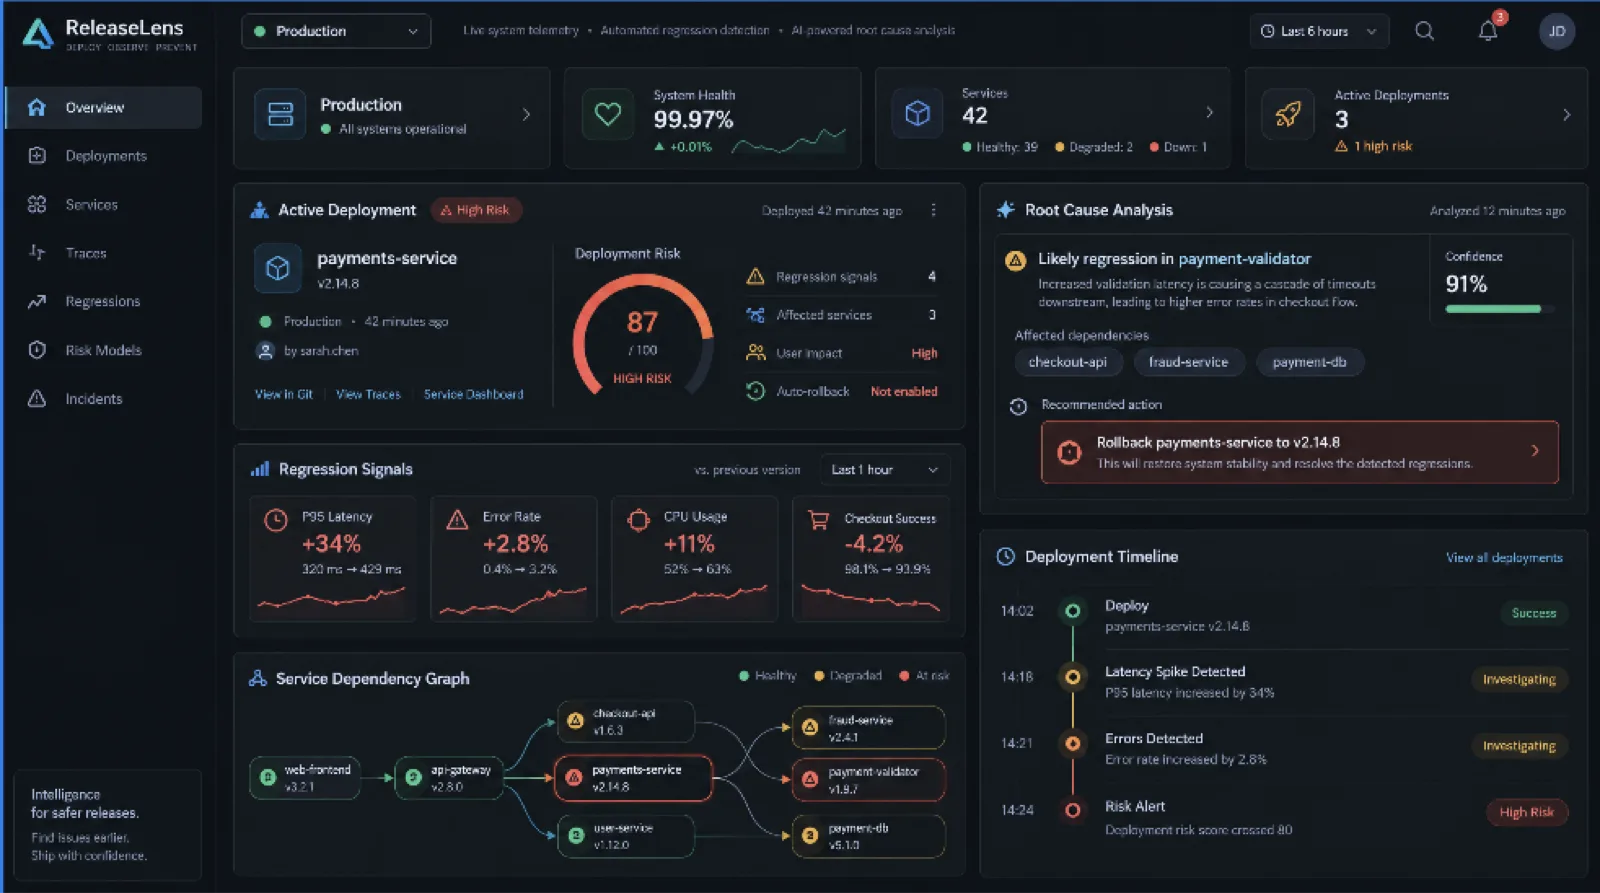 ReleaseLens
DEPLOY OBSERVE PREVENT
Production
Live system telemetry • Automated regression detection • AI-powered root cause analysis
Last 6 hours
3
JD
Overview
Deployments
Services
Traces
Regressions
Risk Models
Incidents
Intelligence
for safer releases.
Find issues earlier.
Ship with confidence.
Production
All systems operational
System Health
99.97%
+0.01%
Services
42
Healthy: 39 Degraded: 2 Down: 1
Active Deployments
3
1 high risk
Active Deployment
High Risk
Deployed 42 minutes ago
payments-service
v2.14.8
Production • 42 minutes ago
by sarah.chen
View in Git
View Traces
Service Dashboard
Deployment Risk
87
/ 100
HIGH RISK
Regression signals 4
Affected services 3
User impact High
Auto-rollback Not enabled
Root Cause Analysis
Analyzed 12 minutes ago
Likely regression in payment-validator
Increased validation latency is causing a cascade of timeouts
downstream, leading to higher error rates in checkout flow.
Confidence
91%
Affected dependencies
checkout-api
fraud-service
payment-db
Recommended action
Rollback payments-service to v2.14.8
This will restore system stability and resolve the detected regressions.
Regression Signals
vs. previous version
Last 1 hour
P95 Latency
+34%
320 ms → 429 ms
Error Rate
+2.8%
0.4% → 3.2%
CPU Usage
+11%
52% → 63%
Checkout Success
-4.2%
98.1% → 93.9%
Service Dependency Graph
Healthy
Degraded
At risk
web-frontend
v3.2.1
api-gateway
v2.8.0
checkout-api
v1.6.3
payments-service
v2.14.8
user-service
v1.12.0
fraud-service
v2.4.1
payment-validator
v1.9.7
payment-db
v5.1.0
Deployment Timeline
View all deployments
14:02
Deploy
payments-service v2.14.8
Success
14:18
Latency Spike Detected
P95 latency increased by 34%
Investigating
14:21
Errors Detected
Error rate increased by 2.8%
Investigating
14:24
Risk Alert
Deployment risk score crossed 80
High Risk